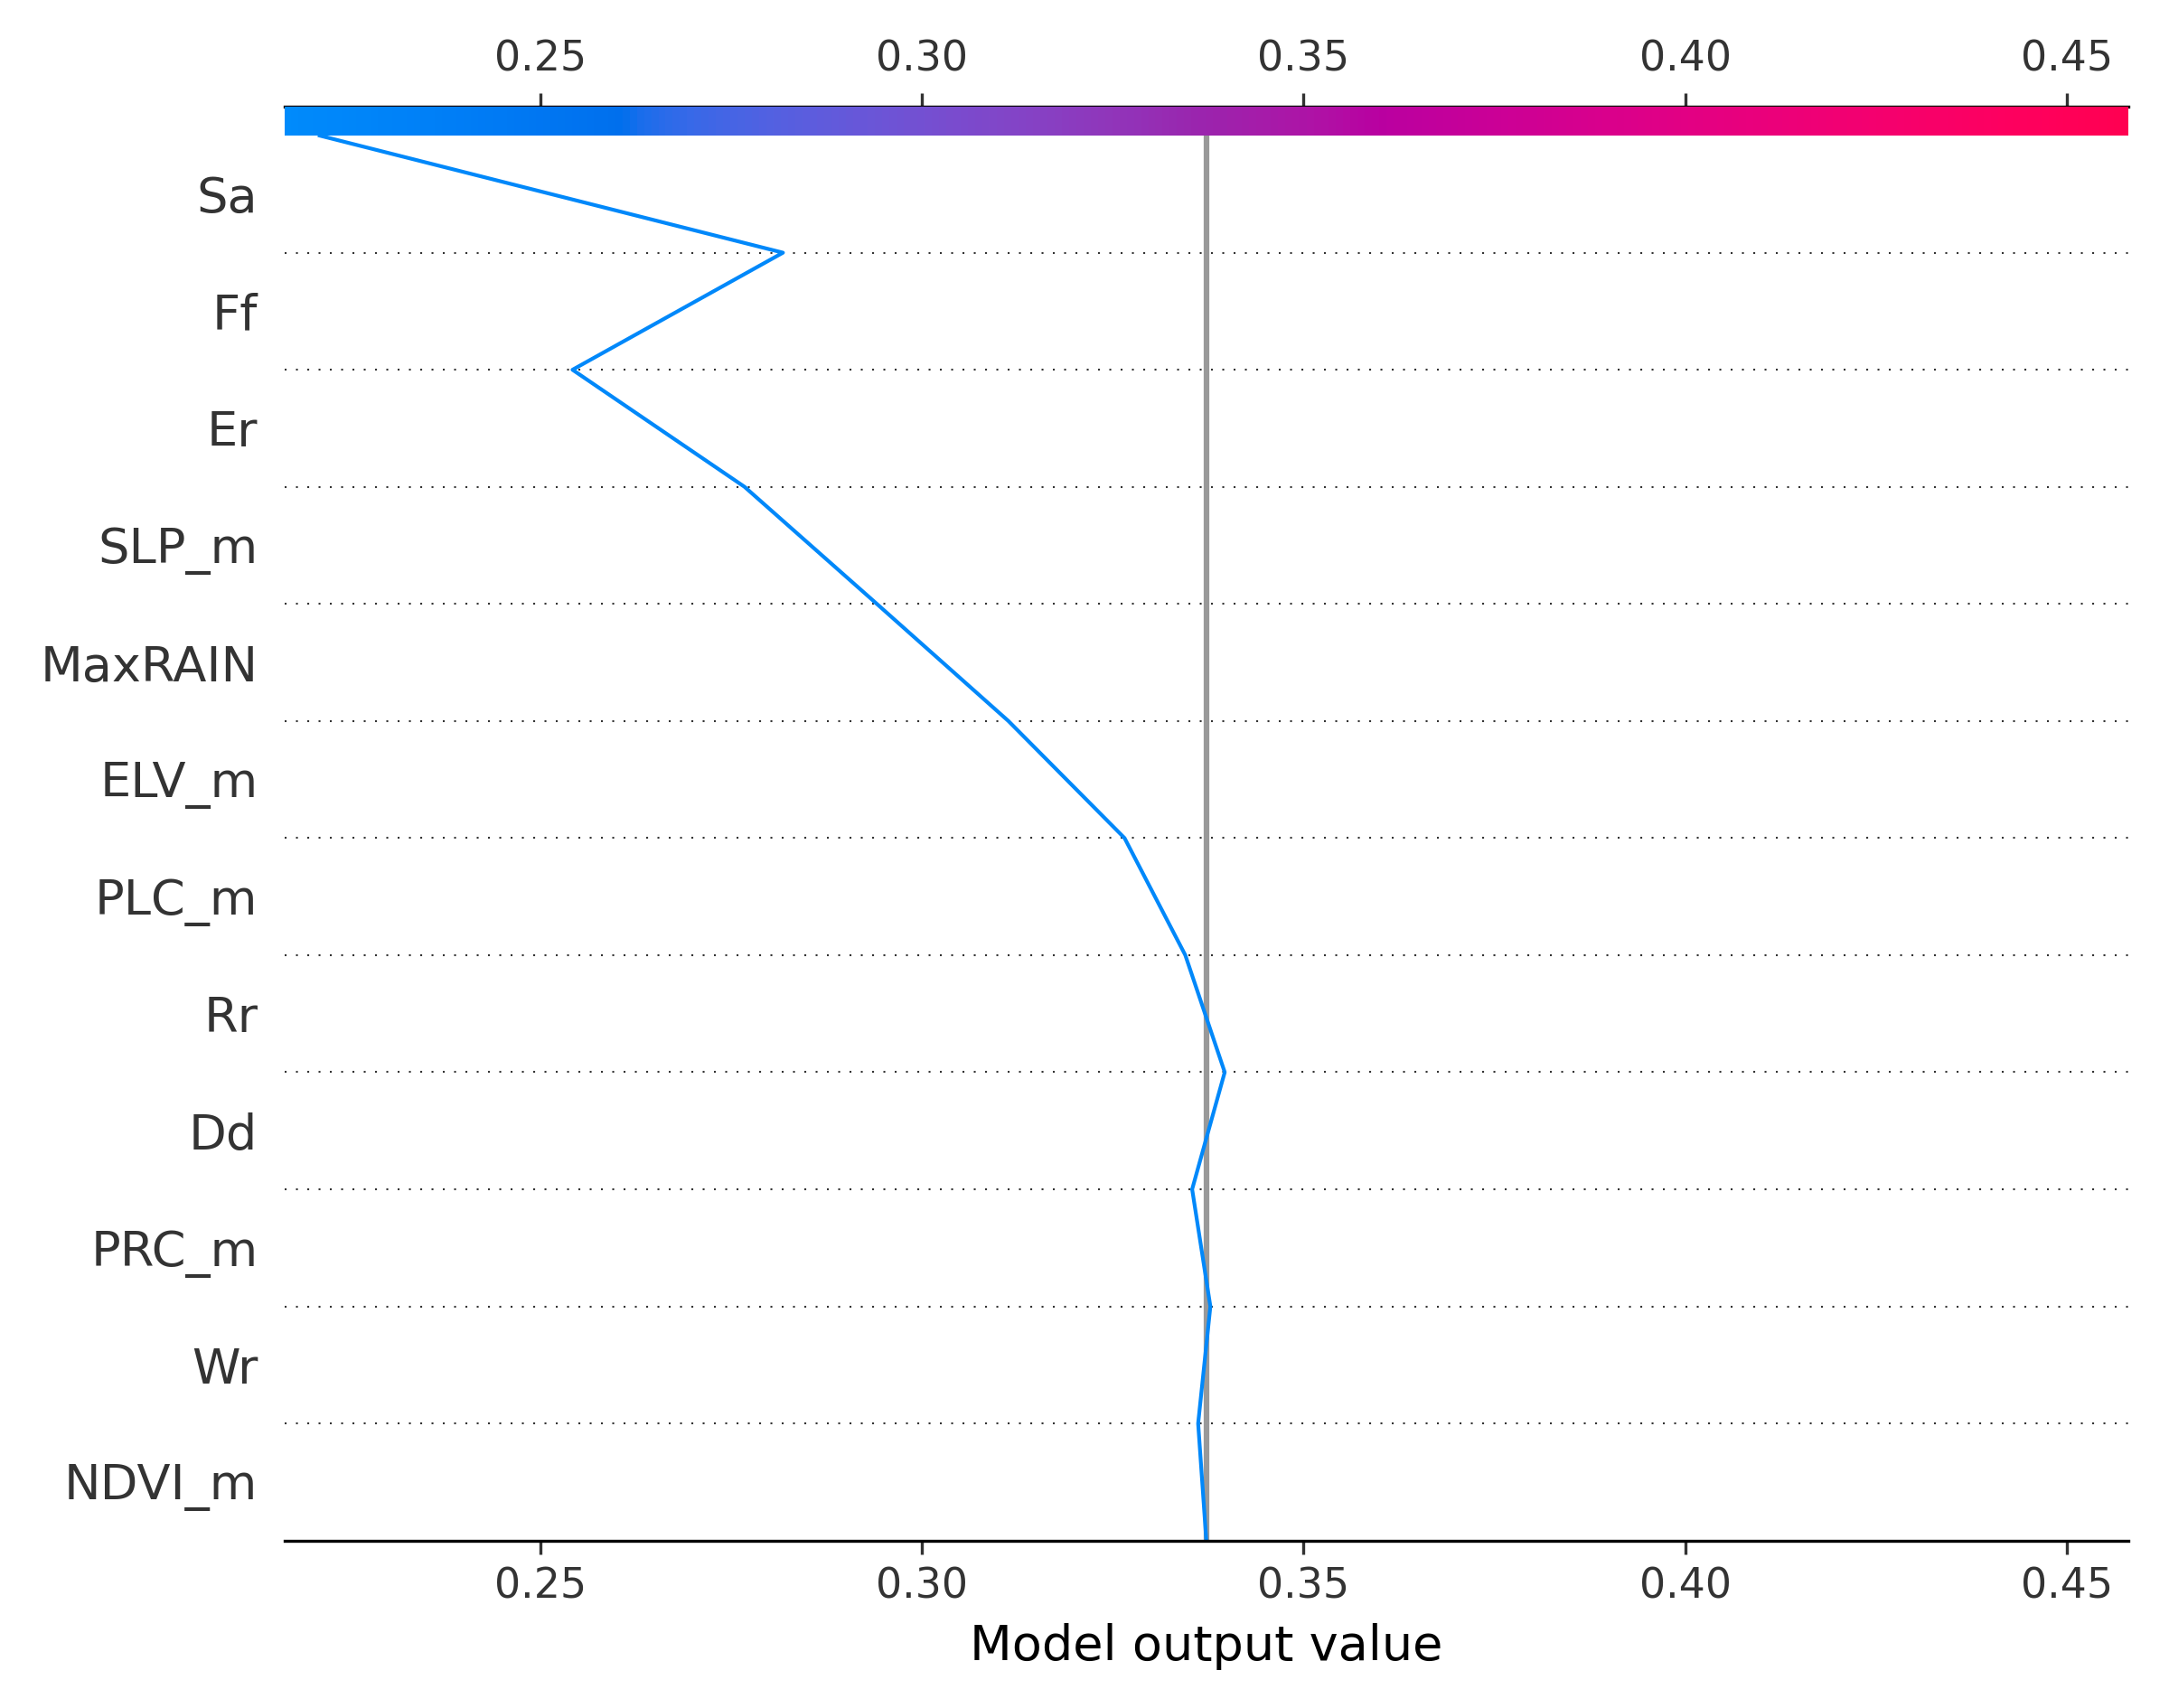 0.25 0.30 0.35 0.40 0.45
Sa
Ff
Er
SLP_m
MaxRAIN
ELV_m
PLC_m
Rr
Dd
PRC_m
Wr
NDVI_m
0.25 0.30 0.35 0.40 0.45
Model output value